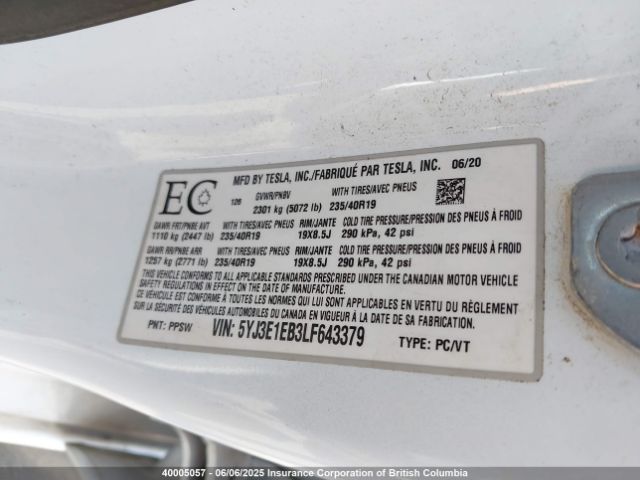 EC
MFD BY TESLA, INC./FABRIQUÉ PAR TESLA, INC. 06/20
126 GVWR/PNBV WITH TIRES/AVEC PNEUS
2301 kg (5072 lb) 235/40R19
GAWR FRT/PNBE AVT WITH TIRES/AVEC PNEUS RIM/JANTE COLD TIRE PRESSURE/PRESSION DES PNEUS À FROID
1110 kg (2447 lb) 235/40R19 19X8.5J 290 kPa, 42 psi
GAWR RR/PNBE ARR WITH TIRES/AVEC PNEUS RIM/JANTE COLD TIRE PRESSURE/PRESSION DES PNEUS À FROID
1257 kg (2771 lb) 235/40R19 19X8.5J 290 kPa, 42 psi
THIS VEHICLE CONFORMS TO ALL APPLICABLE STANDARDS PRESCRIBED UNDER THE CANADIAN MOTOR VEHICLE
SAFETY REGULATIONS IN EFFECT ON THE DATE OF MANUFACTURE
CE VÉHICULE EST CONFORME À TOUTES LES NORMES QUI LUI SONT APPLICABLES EN VERTU DU RÈGLEMENT
SUR LA SÉCURITÉ DES VÉHICULES AUTOMOBILES DU CANADA EN VIGUEUR À LA DATE DE SA FABRICATION.
PNT: PPSW VIN: 5YJ3E1EB3LF643379 TYPE: PC/VT
40005057 - 06/06/2025 Insurance Corporation of British Columbia